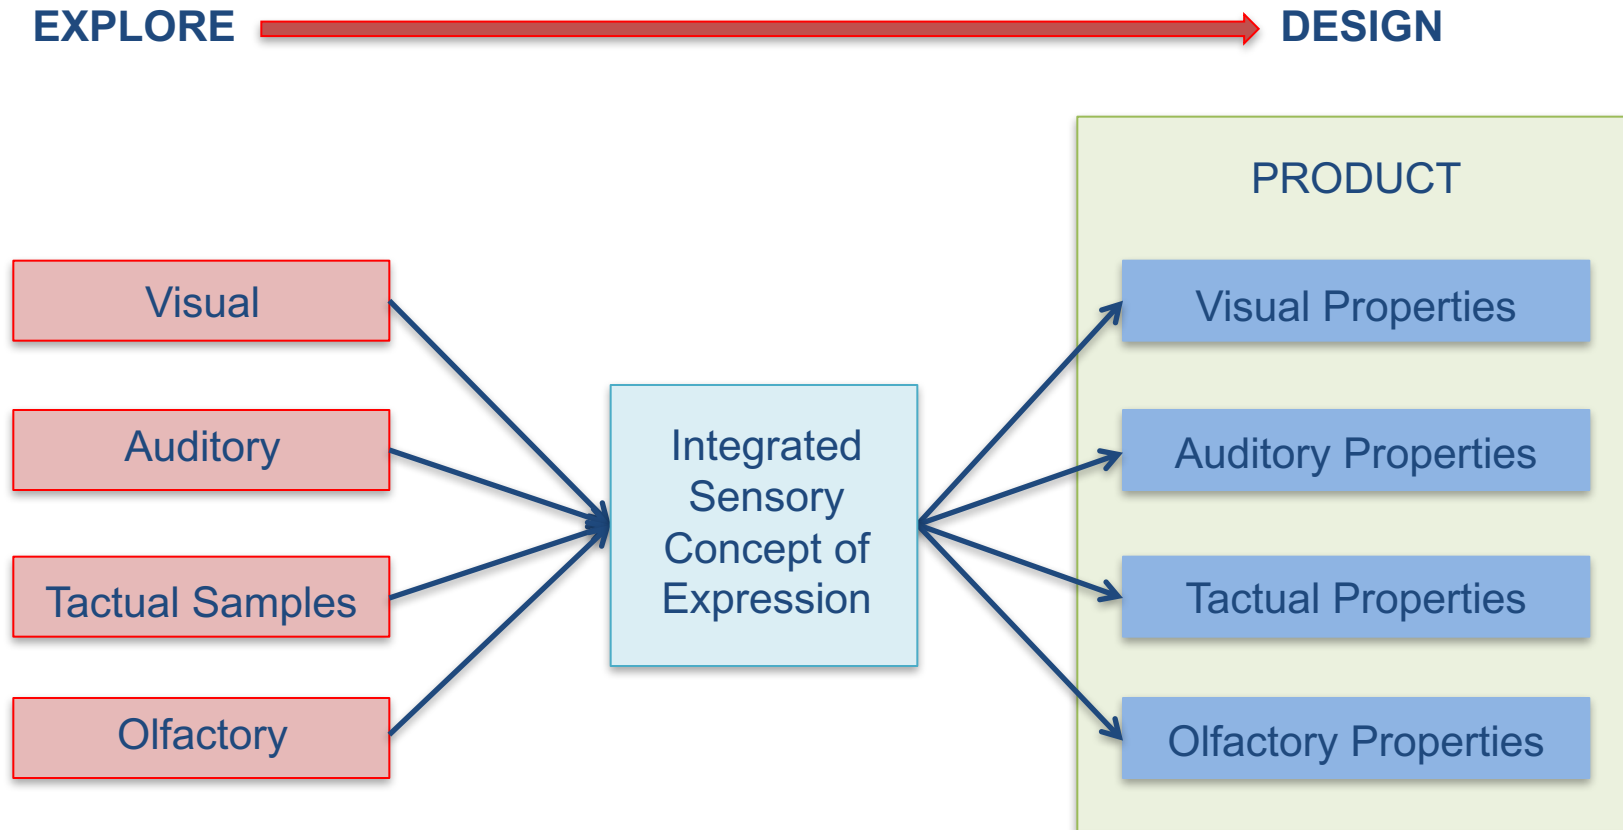 EXPLORE
DESIGN
PRODUCT
Visual
Auditory
Tactual Samples
Olfactory
Integrated
Sensory
Concept of
Expression
Visual Properties
Auditory Properties
Tactual Properties
Olfactory Properties